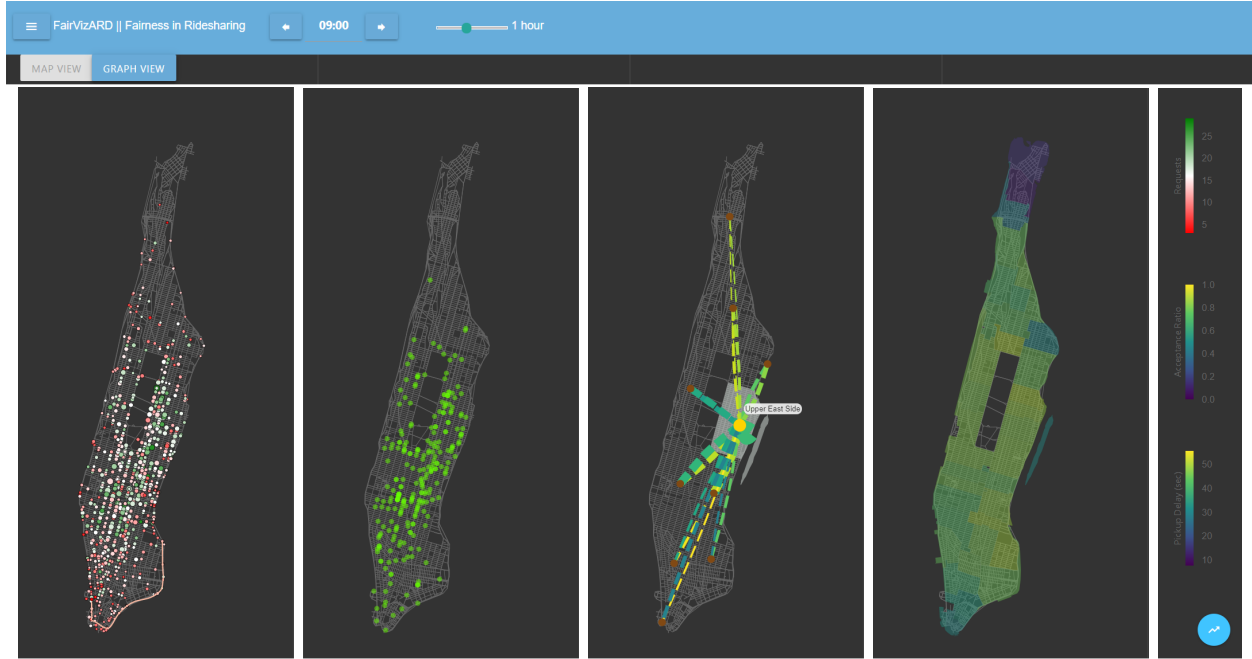 FairVizARD || Fairness in Ridesharing
09:00
1 hour
MAP VIEW
GRAPH VIEW
Upper East Side
Requests
25
20
15
10
5
Acceptance Ratio
1.0
0.8
0.6
0.4
0.2
0.0
Pickup Delay (sec)
50
40
30
20
10